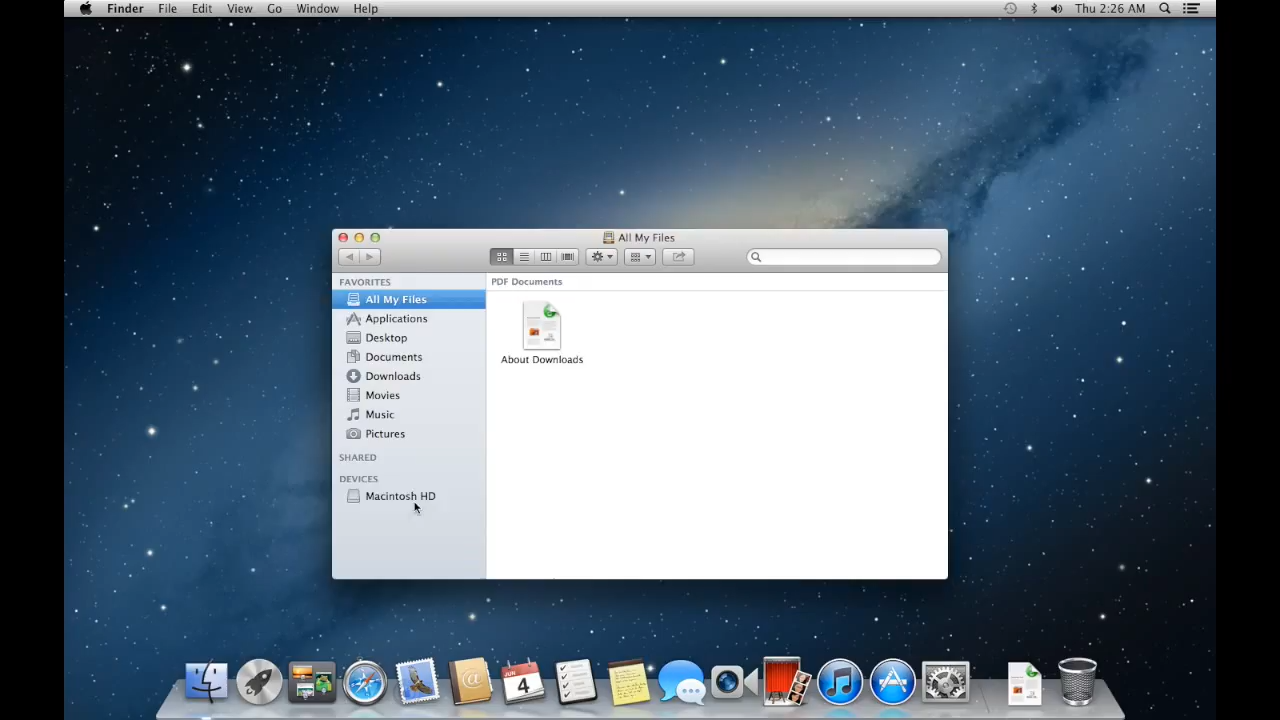 Finder File Edit View Go Window Help Thu 2:26 AM
All My Files
FAVORITES
All My Files
Applications
Desktop
Documents
Downloads
Movies
Music
Pictures
SHARED
DEVICES
Macintosh HD
PDF Documents
About Downloads
JUN
4